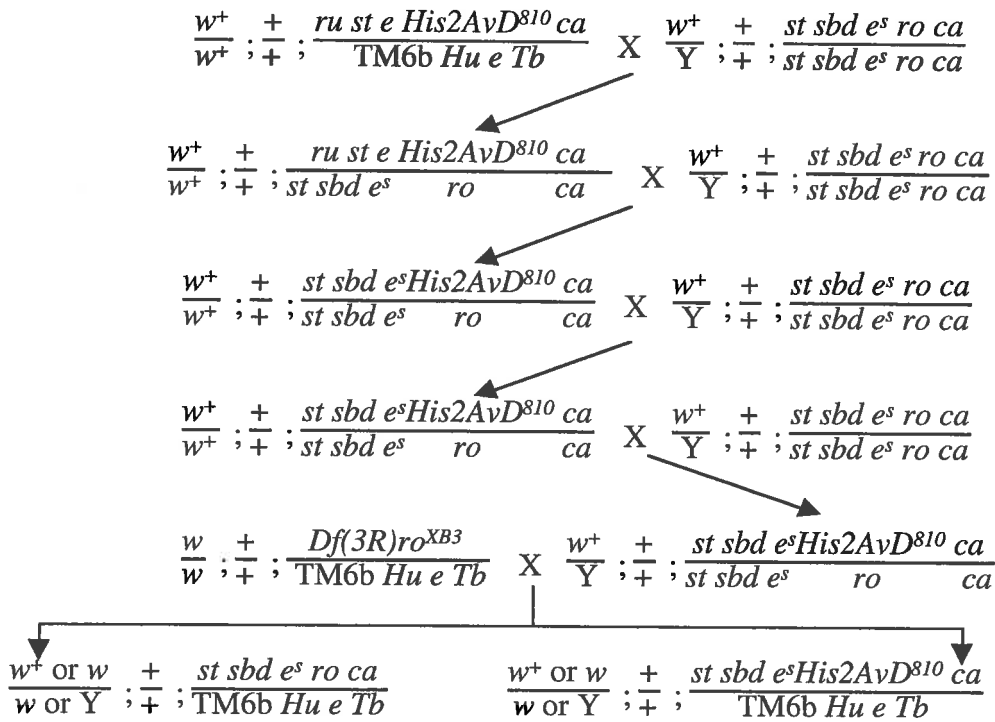 w⁺ + ru st e His2AvD⁸¹⁰ ca w⁺ + st sbd eˢ ro ca
; ; X ; ;
w⁺ + TM6b Hu e Tb Y + st sbd eˢ ro ca
w⁺ + ru st e His2AvD⁸¹⁰ ca w⁺ + st sbd eˢ ro ca
; ; X ; ;
w⁺ + st sbd eˢ ro ca Y + st sbd eˢ ro ca
w⁺ + st sbd eˢHis2AvD⁸¹⁰ ca w⁺ + st sbd eˢ ro ca
; ; X ; ;
w⁺ + st sbd eˢ ro ca Y + st sbd eˢ ro ca
w⁺ + st sbd eˢHis2AvD⁸¹⁰ ca w⁺ + st sbd eˢ ro ca
; ; X ; ;
w⁺ + st sbd eˢ ro ca Y + st sbd eˢ ro ca
w + Df(3R)roˣᴮ³ w⁺ + st sbd eˢHis2AvD⁸¹⁰ ca
; ; X ; ;
w + TM6b Hu e Tb Y + st sbd eˢ ro ca
w⁺ or w + st sbd eˢ ro ca w⁺ or w + st sbd eˢHis2AvD⁸¹⁰ ca
; ; ; ;
w or Y + TM6b Hu e Tb w or Y + TM6b Hu e Tb